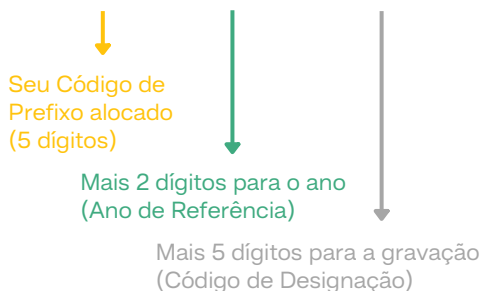 Seu Código de
Prefixo alocado
(5 dígitos)
Mais 2 dígitos para o ano
(Ano de Referência)
Mais 5 dígitos para a gravação
(Código de Designação)